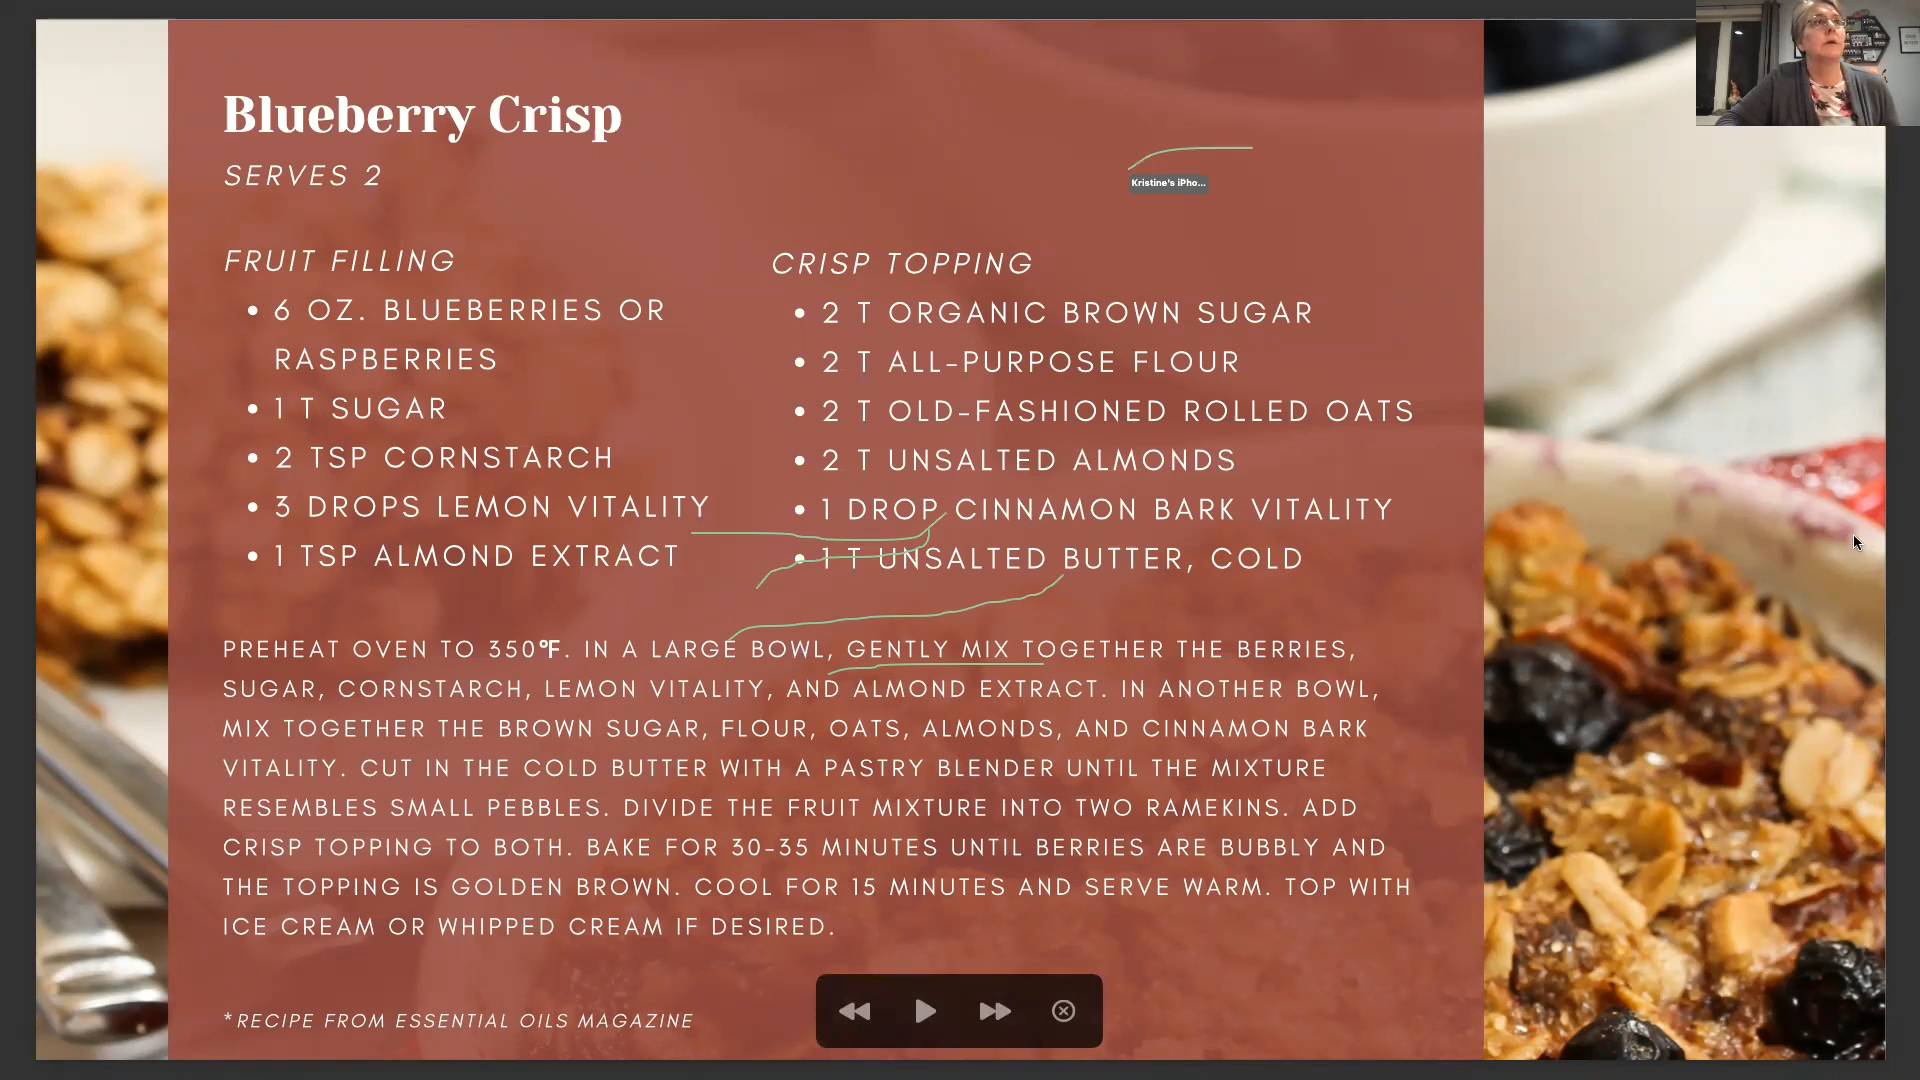 Blueberry Crisp
SERVES 2
Kristine's iPho...
FRUIT FILLING
• 6 OZ. BLUEBERRIES OR
RASPBERRIES
• 1 T SUGAR
• 2 TSP CORNSTARCH
• 3 DROPS LEMON VITALITY
• 1 TSP ALMOND EXTRACT
CRISP TOPPING
• 2 T ORGANIC BROWN SUGAR
• 2 T ALL-PURPOSE FLOUR
• 2 T OLD-FASHIONED ROLLED OATS
• 2 T UNSALTED ALMONDS
• 1 DROP CINNAMON BARK VITALITY
• 1 T UNSALTED BUTTER, COLD
PREHEAT OVEN TO 350℉. IN A LARGE BOWL, GENTLY MIX TOGETHER THE BERRIES,
SUGAR, CORNSTARCH, LEMON VITALITY, AND ALMOND EXTRACT. IN ANOTHER BOWL,
MIX TOGETHER THE BROWN SUGAR, FLOUR, OATS, ALMONDS, AND CINNAMON BARK
VITALITY. CUT IN THE COLD BUTTER WITH A PASTRY BLENDER UNTIL THE MIXTURE
RESEMBLES SMALL PEBBLES. DIVIDE THE FRUIT MIXTURE INTO TWO RAMEKINS. ADD
CRISP TOPPING TO BOTH. BAKE FOR 30-35 MINUTES UNTIL BERRIES ARE BUBBLY AND
THE TOPPING IS GOLDEN BROWN. COOL FOR 15 MINUTES AND SERVE WARM. TOP WITH
ICE CREAM OR WHIPPED CREAM IF DESIRED.
*RECIPE FROM ESSENTIAL OILS MAGAZINE